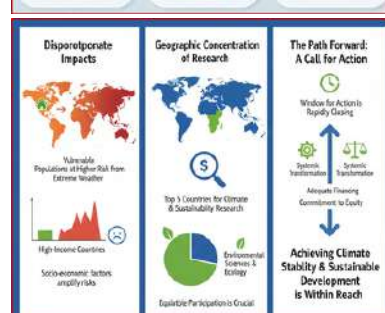 Disporotponate
Impacts
Vulnerable
Populations at Higher Risk from
Extreme Weather
High-Income Countries
Socio-economic factors
amplify risks
Geographic Concentration
of Research
$
Top 5 Countries for Climate
& Sustainability Research
Environmental
Sciences &
Ecology
Equitable Participation is Crucial
The Path Forward:
A Call for Action
Window for Action is
Rapidly Closing
Systemic
Transformation
Systemic
Transformation
Adequate Financing
Commitment to Equity
Achieving Climate
Stability & Sustainable
Development
is Within Reach